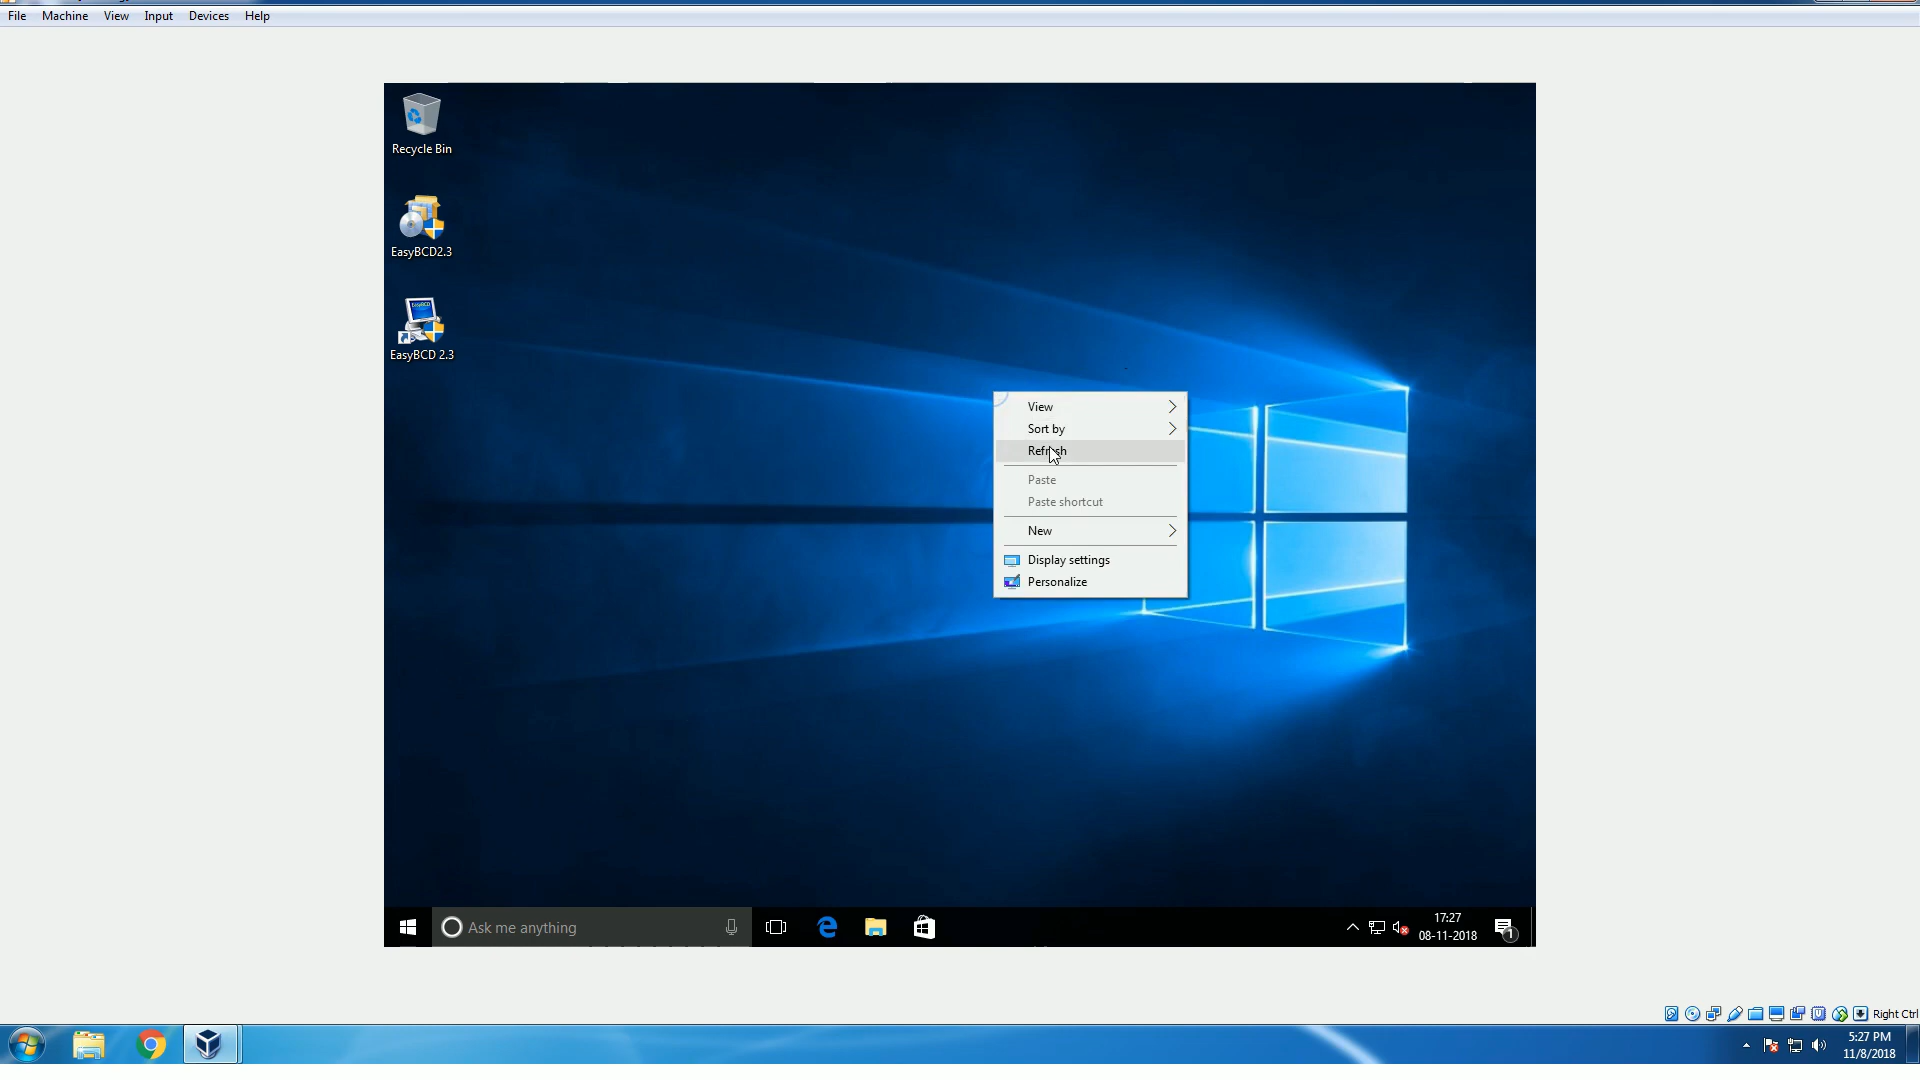 File Machine View Input Devices Help
Recycle Bin
EasyBCD2.3
EasyBCD 2.3
View
Sort by
Refresh
Paste
Paste shortcut
New
Display settings
Personalize
Ask me anything
17:27
08-11-2018
1
Right Ctrl
5:27 PM
11/8/2018